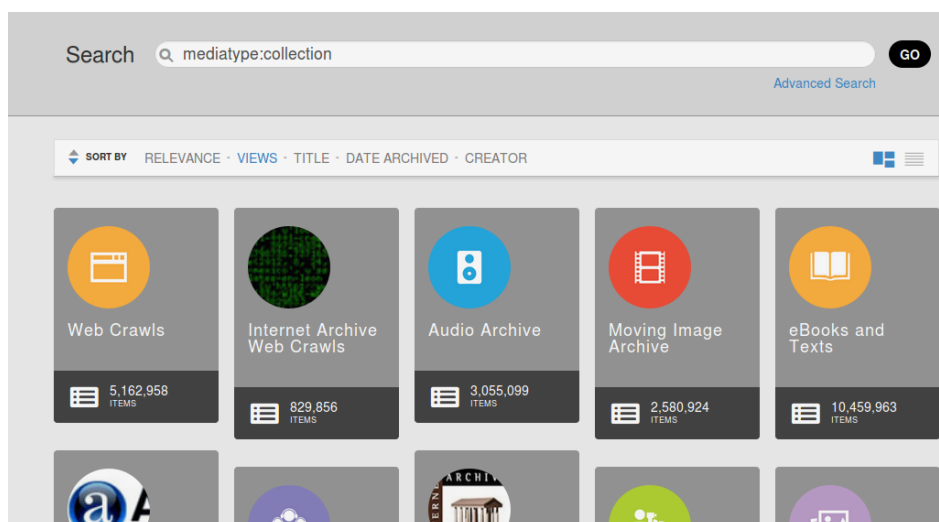 Search
mediatype:collection
GO
Advanced Search
SORT BY RELEVANCE · VIEWS · TITLE · DATE ARCHIVED · CREATOR
Web Crawls
5,162,958
ITEMS
Internet Archive
Web Crawls
829,856
ITEMS
Audio Archive
3,055,099
ITEMS
Moving Image
Archive
2,580,924
ITEMS
eBooks and
Texts
10,459,963
ITEMS
a A
ARCHIV